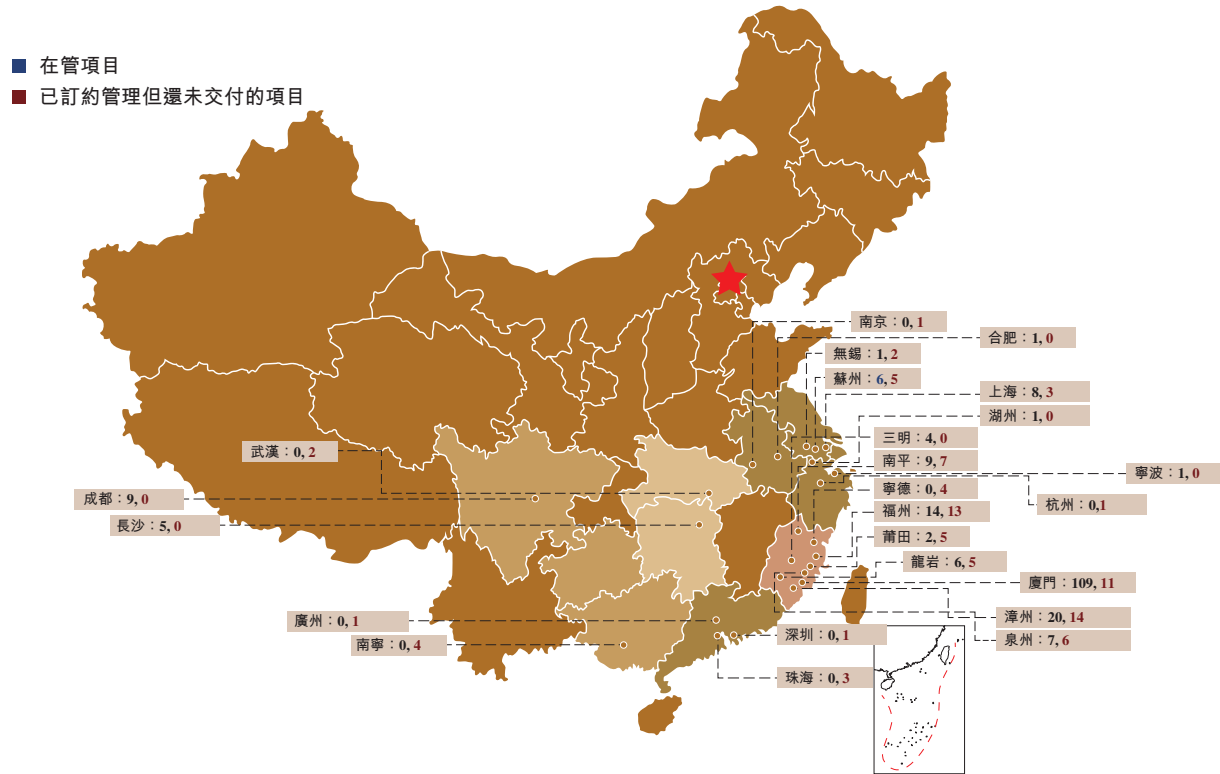 在管項目
已訂約管理但還未交付的項目
南京：0, 1
合肥：1, 0
無錫：1, 2
蘇州：6, 5
上海：8, 3
湖州：1, 0
三明：4, 0
武漢：0, 2
南平：9, 7
寧波：1, 0
寧德：0, 4
成都：9, 0
杭州：0,1
福州：14, 13
長沙：5, 0
莆田：2, 5
龍岩：6, 5
廈門：109, 11
漳州：20, 14
廣州：0, 1
深圳：0, 1
泉州：7, 6
南寧：0, 4
珠海：0, 3